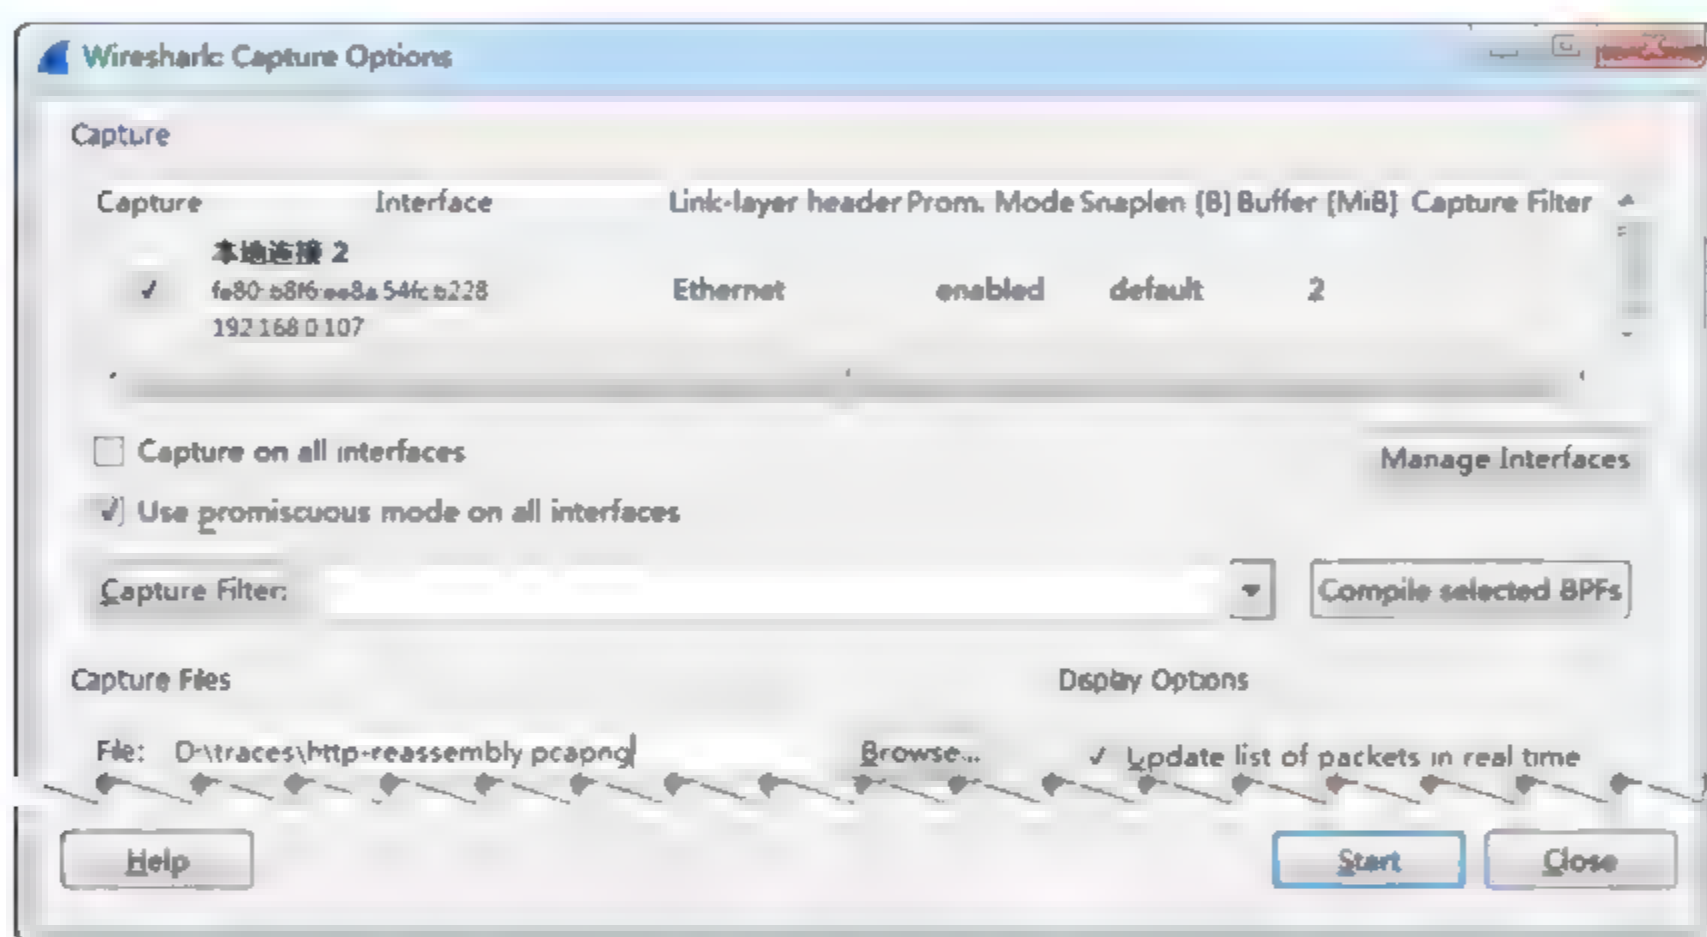 Wireshark: Capture Options
Capture
Capture Interface Link-layer header Prom. Mode Snaplen [B] Buffer [MiB] Capture Filter
本地连接 2
fe80::b8f6:ee8a:54fc:b228 Ethernet enabled default 2
192.168.0.107
Capture on all interfaces
Manage Interfaces
Use promiscuous mode on all interfaces
Capture Filter: Compile selected BPFs
Capture Files Display Options
File: D:\traces\http-reassembly.pcapng Browse... Update list of packets in real time
Help Start Close